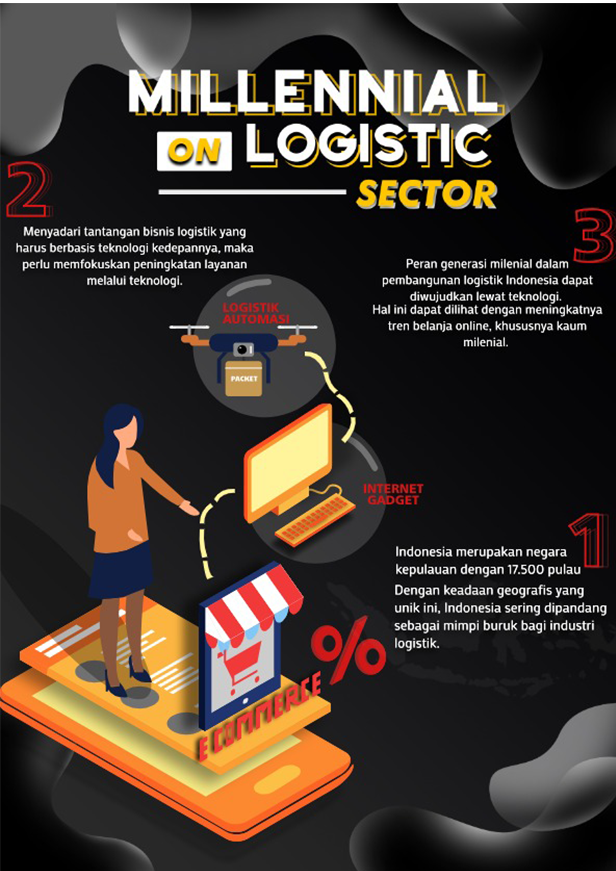 MILLENNIAL
ON LOGISTIC
SECTOR
2
Menyadari tantangan bisnis logistik yang
harus berbasis teknologi kedepannya, maka
perlu memfokuskan peningkatan layanan
melalui teknologi.
3
Peran generasi milenial dalam
pembangunan logistik Indonesia dapat
diwujudkan lewat teknologi.
Hal ini dapat dilihat dengan meningkatnya
tren belanja online, khususnya kaum
milenial.
LOGISTIK
AUTOMASI
PACKET
INTERNET
GADGET
1
Indonesia merupakan negara
kepulauan dengan 17.500 pulau
Dengan keadaan geografis yang
unik ini, Indonesia sering dipandang
sebagai mimpi buruk bagi industri
logistik.
%
E COMMERCE